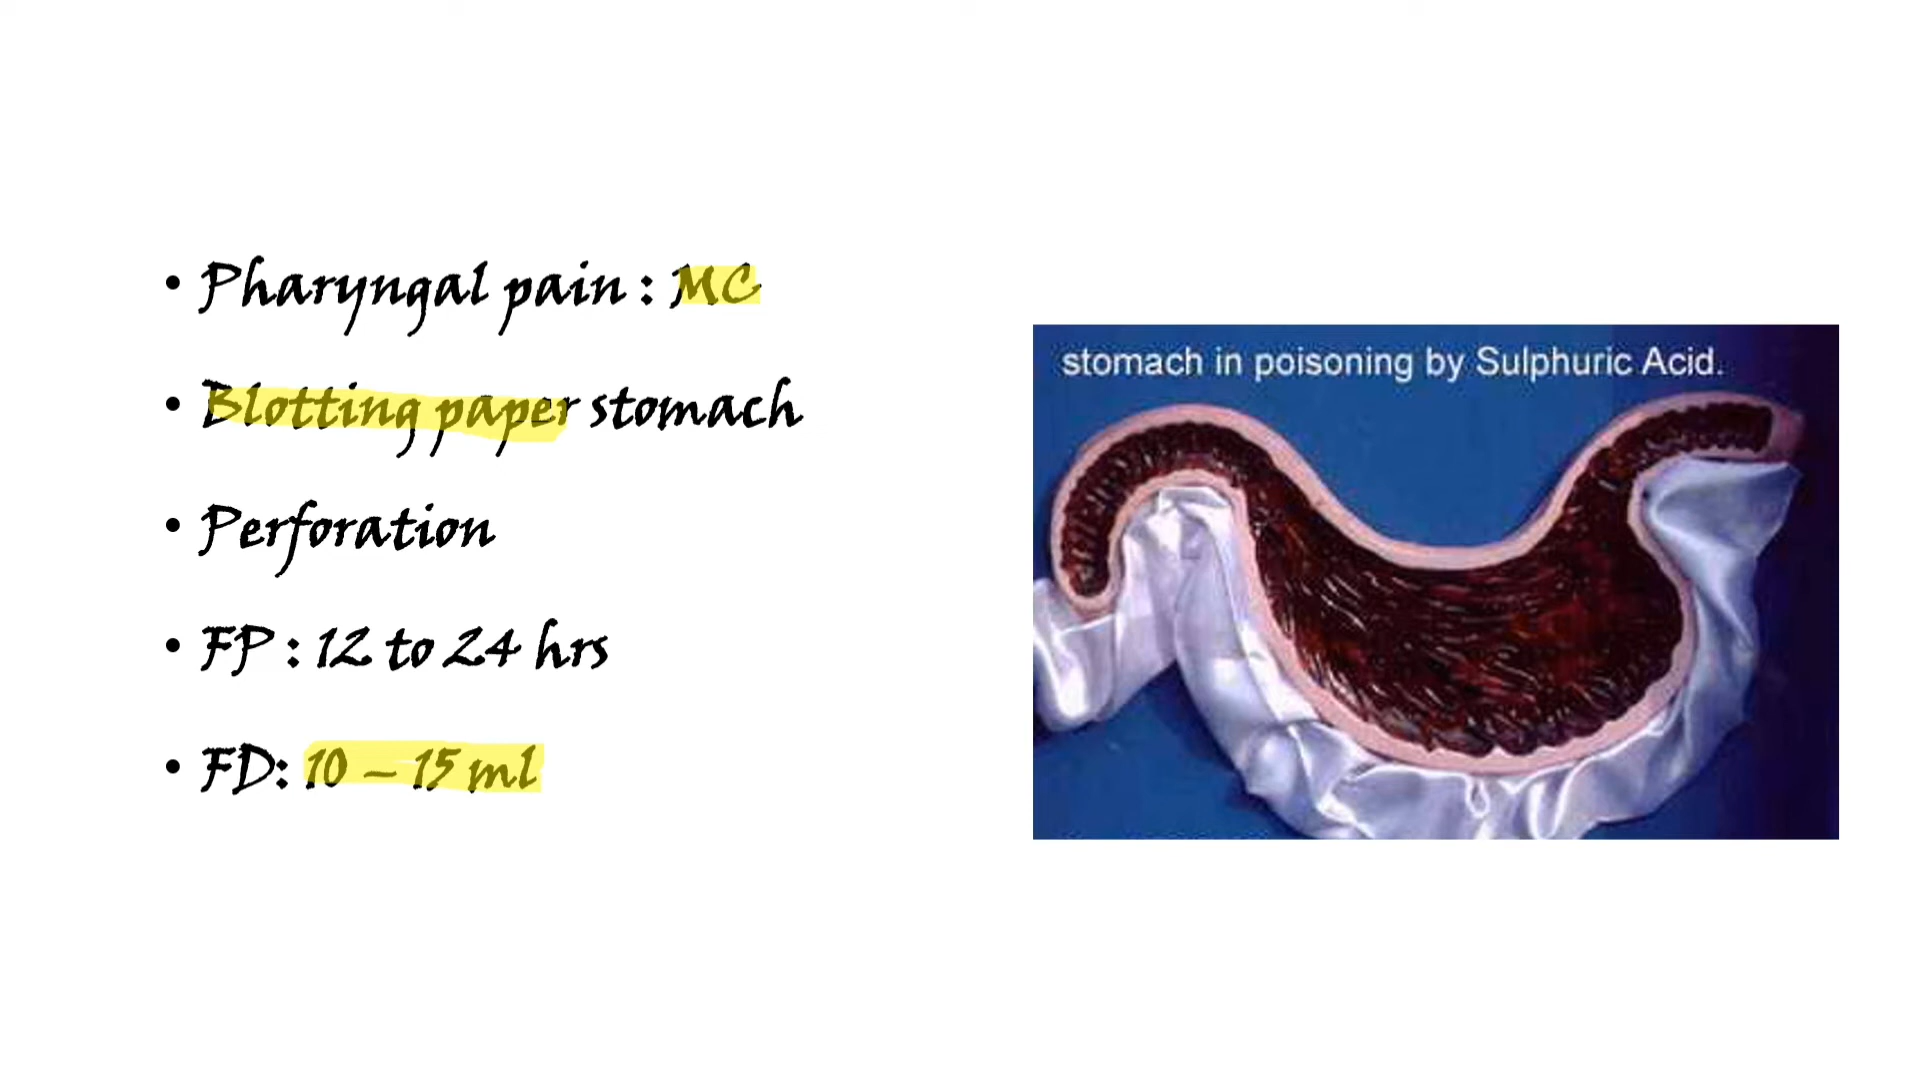 • Pharyngal pain : MC
• Blotting paper stomach
• Perforation
• FP : 12 to 24 hrs
• FD: 10 – 15 ml
stomach in poisoning by Sulphuric Acid.